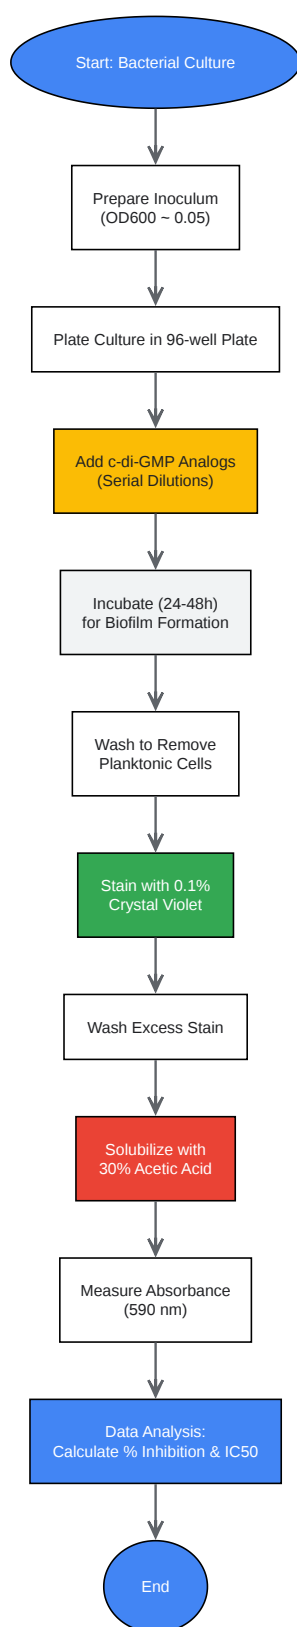 Start: Bacterial Culture
Prepare Inoculum
(OD600 ~ 0.05)
Plate Culture in 96-well Plate
Add c-di-GMP Analogs
(Serial Dilutions)
Incubate (24-48h)
for Biofilm Formation
Wash to Remove
Planktonic Cells
Stain with 0.1%
Crystal Violet
Wash Excess Stain
Solubilize with
30% Acetic Acid
Measure Absorbance
(590 nm)
Data Analysis:
Calculate % Inhibition & IC50
End